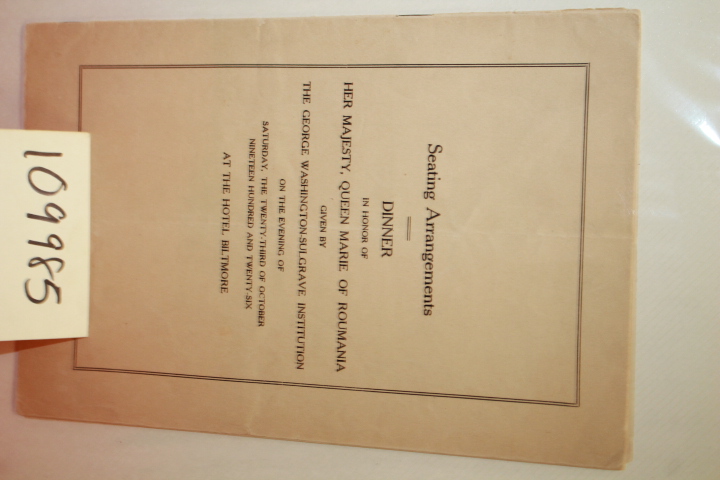 Seating Arrangements
DINNER
IN HONOR OF
HER MAJESTY, QUEEN MARIE OF ROUMANIA
GIVEN BY
THE GEORGE WASHINGTON-SULGRAVE INSTITUTION
ON THE EVENING OF
SATURDAY, THE TWENTY-THIRD OF OCTOBER
NINETEEN HUNDRED AND TWENTY-SIX
AT THE HOTEL BILTMORE
109985